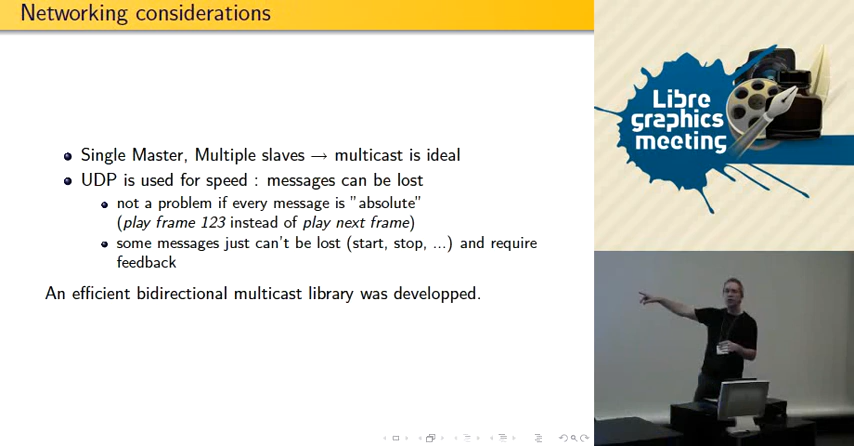 Networking considerations
Single Master, Multiple slaves → multicast is ideal
UDP is used for speed : messages can be lost
not a problem if every message is "absolute"
(play frame 123 instead of play next frame)
some messages just can't be lost (start, stop, ...) and require
feedback
An efficient bidirectional multicast library was developped.
Libre
graphics
meeting